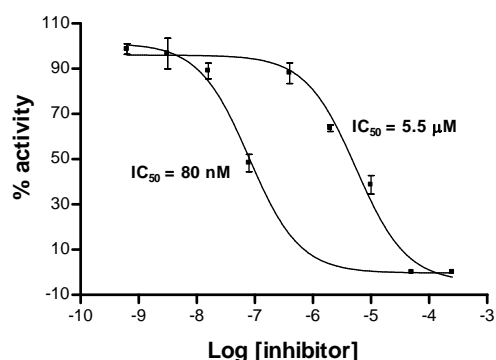 110
90
70
50
30
10
-10
% activity
IC50 = 5.5 μM
IC50 = 80 nM
-10 -9 -8 -7 -6 -5 -4 -3
Log [inhibitor]